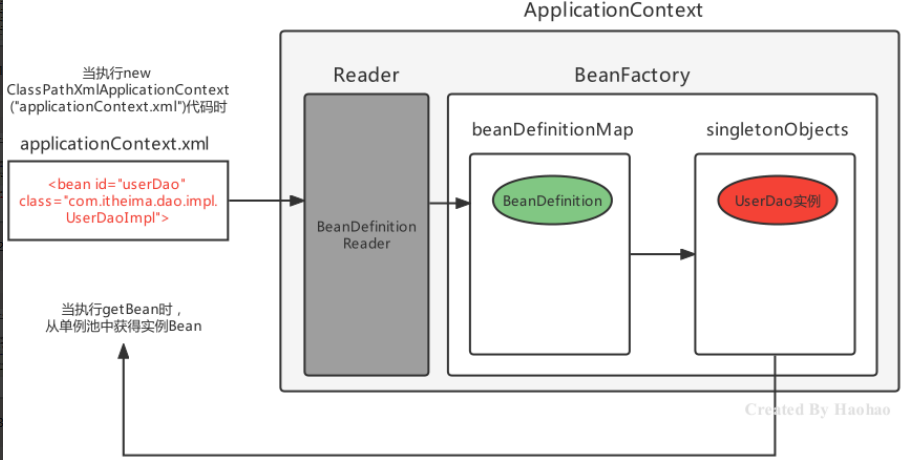 ApplicationContext
当执行new
ClassPathXmlApplicationContext
("applicationContext.xml")代码时
applicationContext.xml
<bean id="userDao"
class="com.itheima.dao.impl.
UserDaoImpl">
Reader
BeanDefinition
Reader
BeanFactory
beanDefinitionMap
BeanDefinition
singletonObjects
UserDao实例
当执行getBean时，
从单例池中获得实例Bean
Created By Haohao